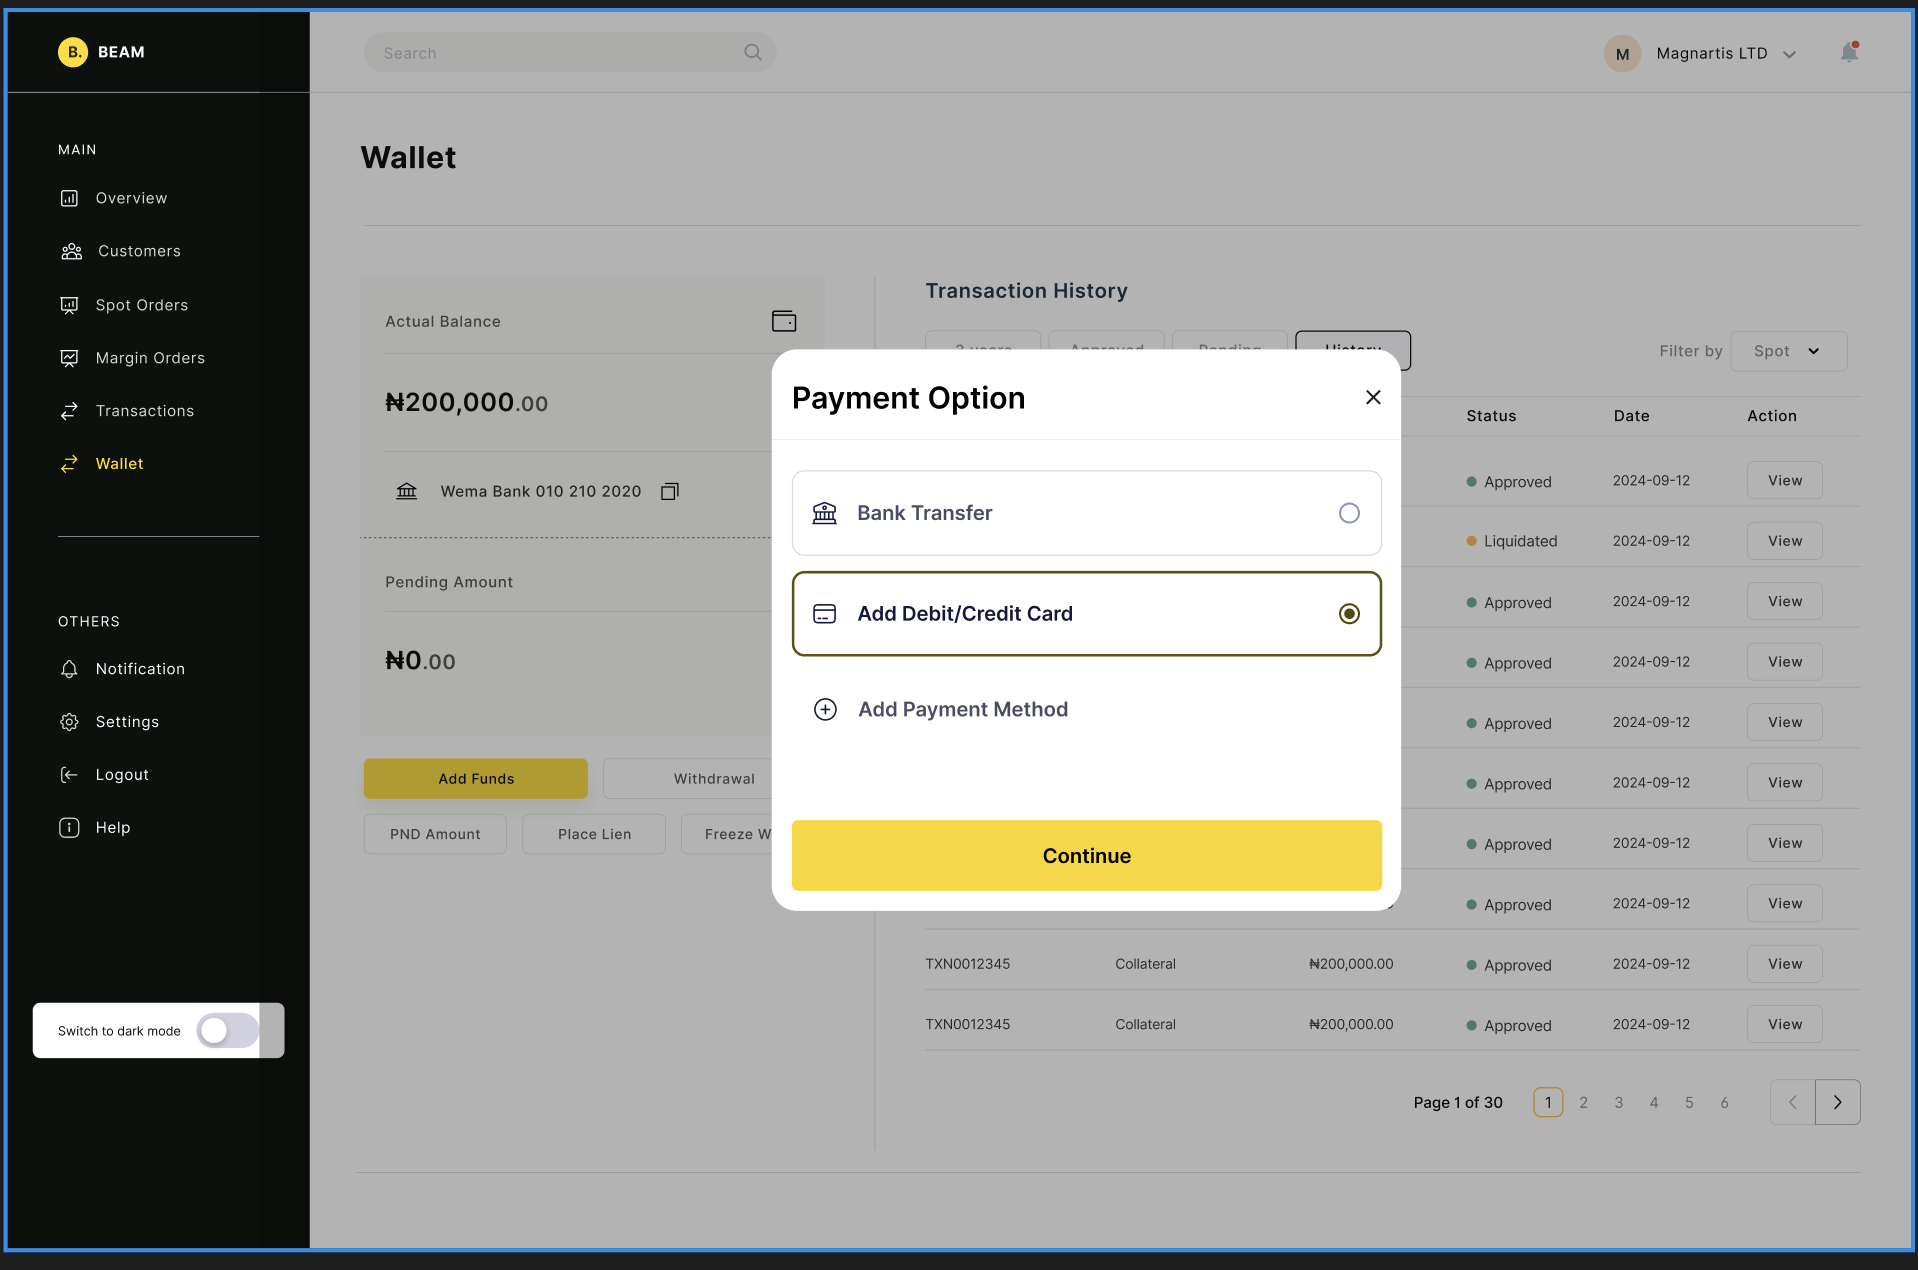 B. BEAM
Search
M Magnartis LTD
MAIN
Overview
Customers
Spot Orders
Margin Orders
Transactions
Wallet
OTHERS
Notification
Settings
Logout
Help
Switch to dark mode
Wallet
Actual Balance
₦200,000.00
Wema Bank 010 210 2020
Pending Amount
₦0.00
Add Funds Withdrawal
PND Amount Place Lien Freeze W
Transaction History
Approved Pending History
Filter by Spot
Status Date Action
Approved 2024-09-12 View
Liquidated 2024-09-12 View
Approved 2024-09-12 View
Approved 2024-09-12 View
Approved 2024-09-12 View
Approved 2024-09-12 View
Approved 2024-09-12 View
Approved 2024-09-12 View
TXN0012345 Collateral ₦200,000.00 Approved 2024-09-12 View
TXN0012345 Collateral ₦200,000.00 Approved 2024-09-12 View
Page 1 of 30 1 2 3 4 5 6
Payment Option
Bank Transfer
Add Debit/Credit Card
Add Payment Method
Continue